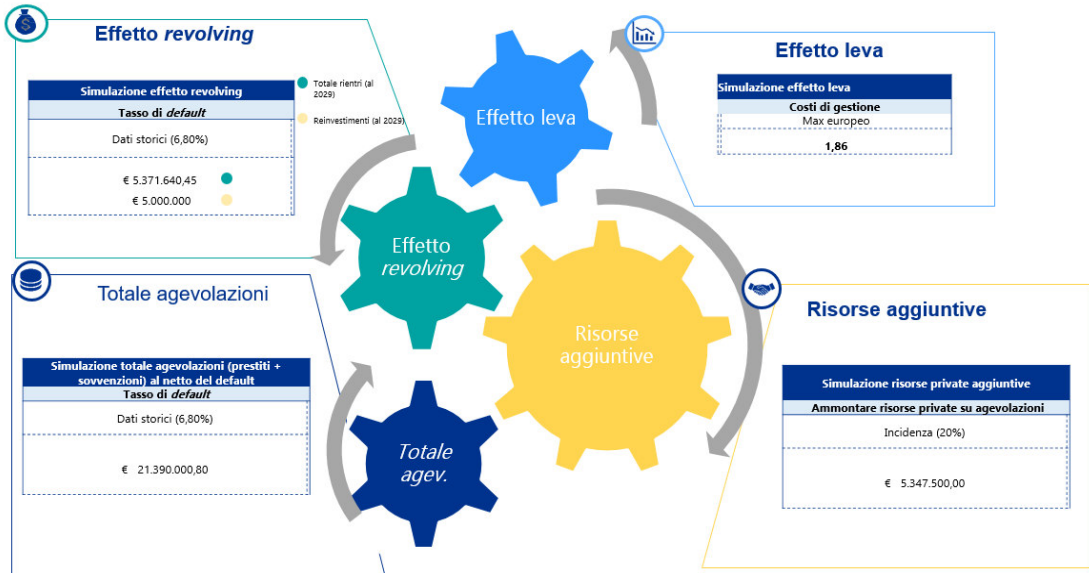 Effetto revolving
Simulazione effetto revolving
Tasso di default
Dati storici (6,80%)
€ 5.371.640,45
€ 5.000.000
Totale rientri (al
2029)
Reinvestimenti (al 2029)
Effetto leva
Effetto
revolving
Risorse
aggiuntive
Totale
agev.
Effetto leva
Simulazione effetto leva
Costi di gestione
Max europeo
1,86
Totale agevolazioni
Simulazione totale agevolazioni (prestiti +
sovvenzioni) al netto del default
Tasso di default
Dati storici (6,80%)
€ 21.390.000,80
Risorse aggiuntive
Simulazione risorse private aggiuntive
Ammontare risorse private su agevolazioni
Incidenza (20%)
€ 5.347.500,00